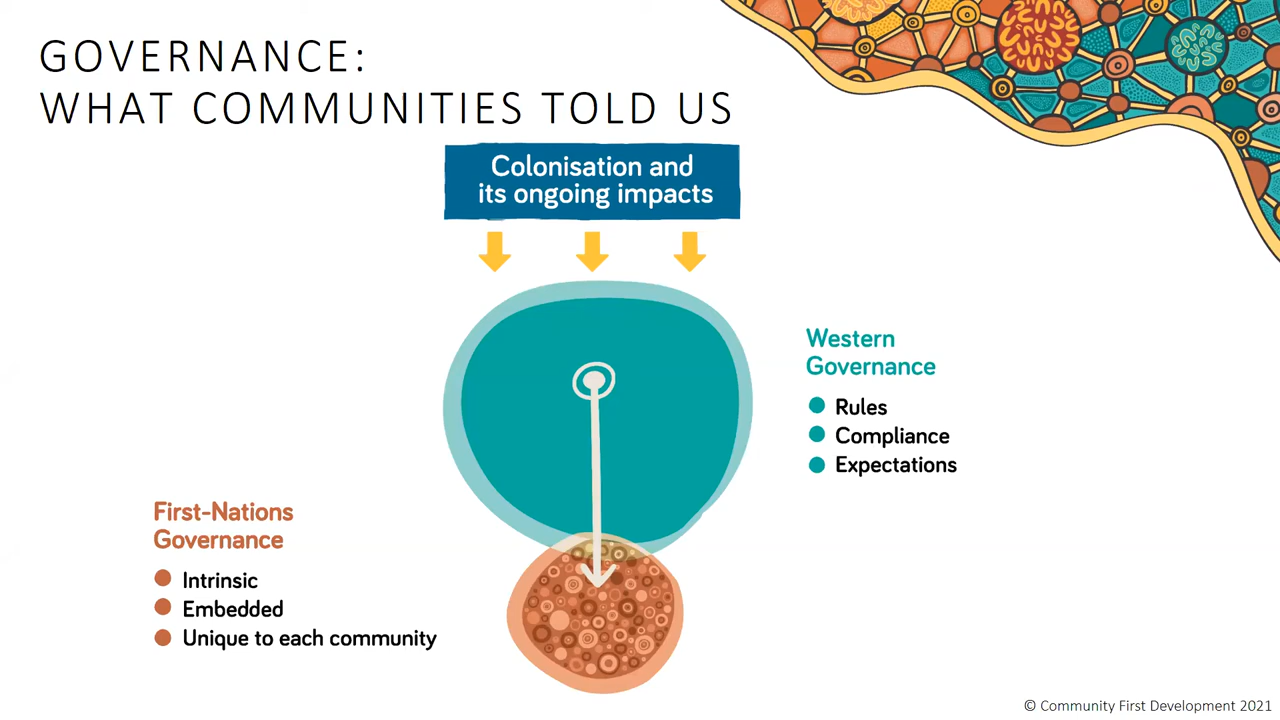 GOVERNANCE:
WHAT COMMUNITIES TOLD US
Colonisation and
its ongoing impacts
Western
Governance
Rules
Compliance
Expectations
First-Nations
Governance
Intrinsic
Embedded
Unique to each community
© Community First Development 2021